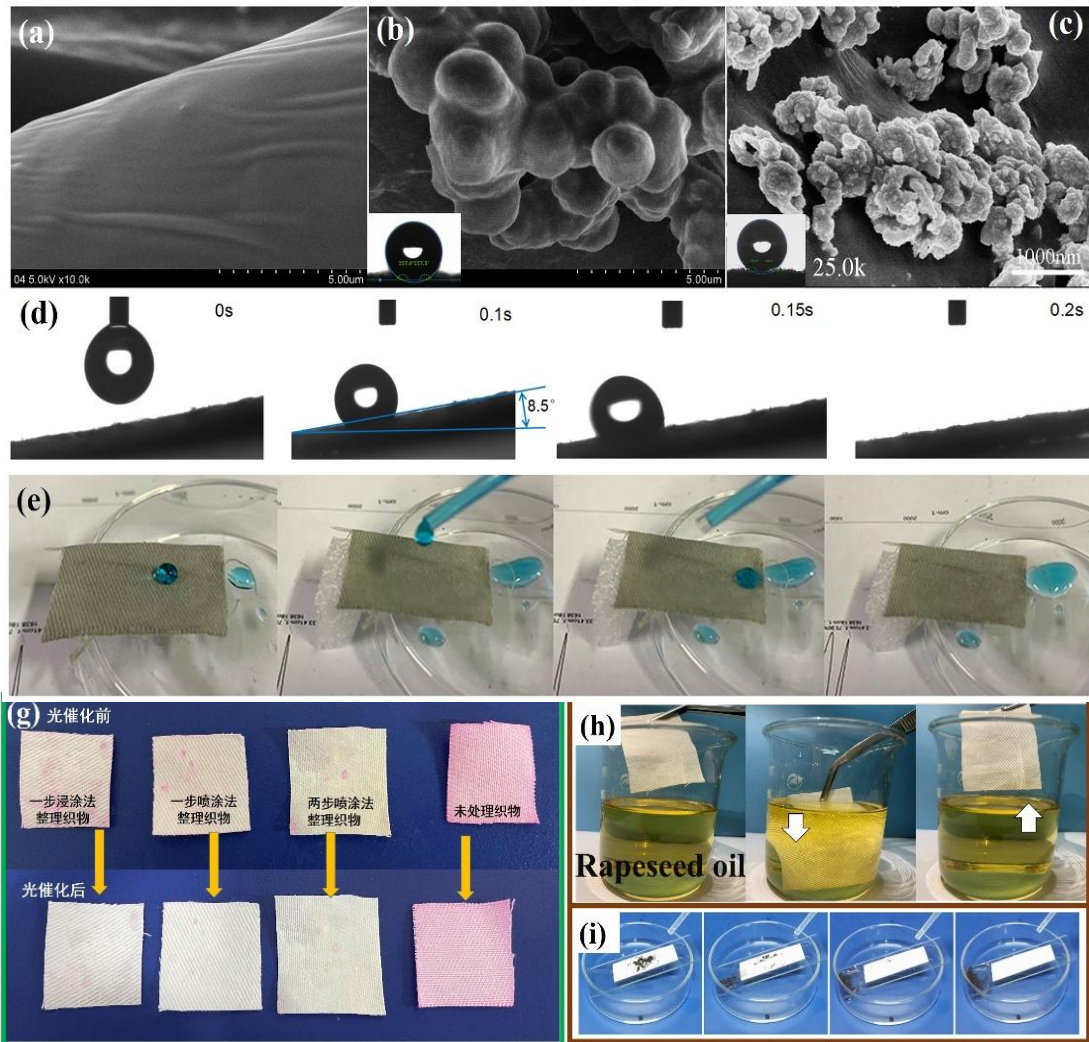 (a)
04 5.0kV x10.0k
5.00um
(b)
5.00um
(c)
25.0k
1000nm
(d)
0s
0.1s
8.5°
0.15s
0.2s
(e)
(g) 光催化前
一步浸涂法
整理织物
一步喷涂法
整理织物
两步喷涂法
整理织物
未处理织物
光催化后
(h)
Rapeseed oil
(i)